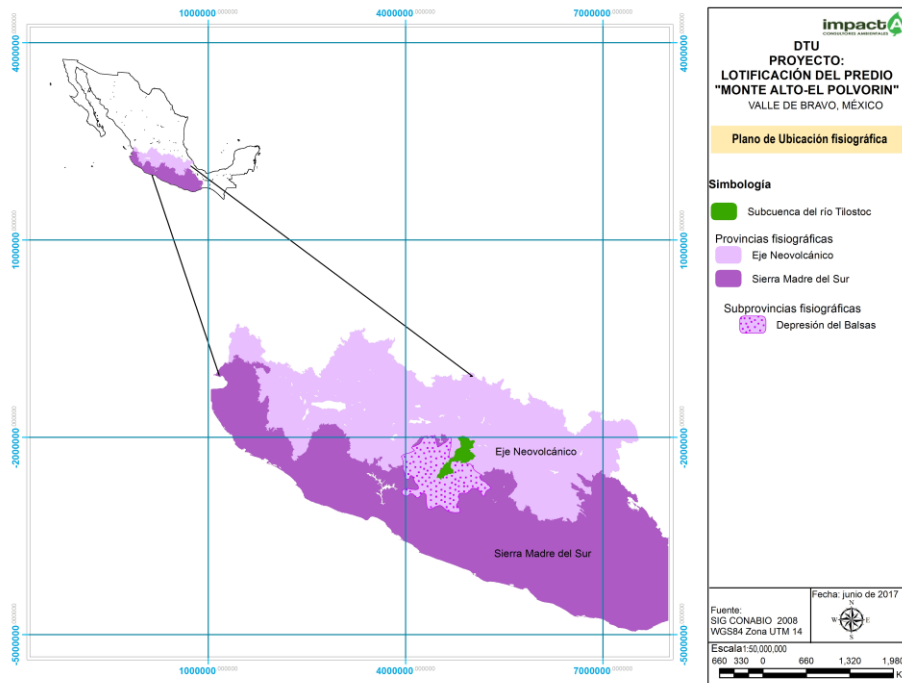 1000000
4000000
7000000
4000000
1000000
-2000000
-5000000
4000000
1000000
-2000000
-5000000
Eje Neovolcánico
Sierra Madre del Sur
1000000
4000000
7000000
impactA
CONSULTORES AMBIENTALES
DTU
PROYECTO:
LOTIFICACIÓN DEL PREDIO
"MONTE ALTO-EL POLVORIN"
VALLE DE BRAVO, MÉXICO
Plano de Ubicación fisiográfica
Simbología
Subcuenca del río Tilostoc
Provincias fisiográficas
Eje Neovolcánico
Sierra Madre del Sur
Subprovincias fisiográficas
Depresión del Balsas
Fuente:
SIG CONABIO 2008
WGS84 Zona UTM 14
Fecha: junio de 2017
N
W E
S
Escala1:50,000,000
660 330 0 660 1,320 1,980
K